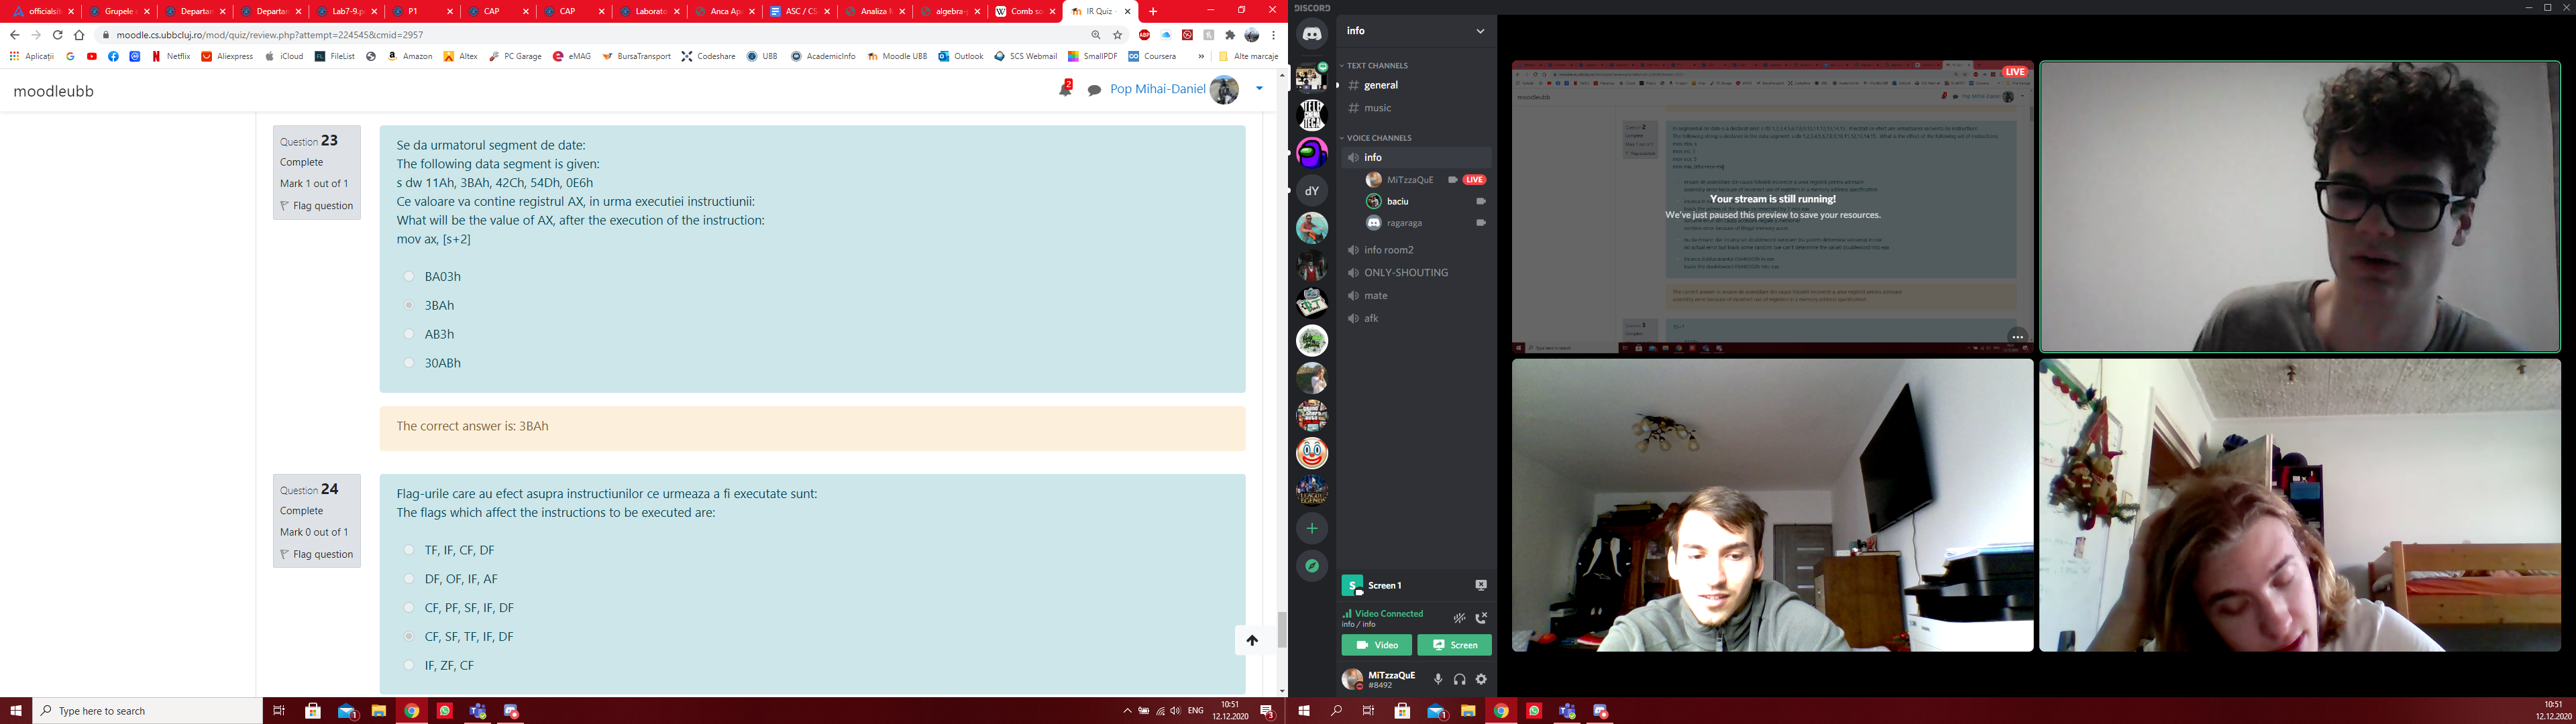 officialsit
Grupele
Departan
Departan
Lab7-9.p
P1
CAP
CAP
Laborato
Anca Ap
ASC / CS
Analiza
algebra-
Comb so
IR Quiz -
moodle.cs.ubbcluj.ro/mod/quiz/review.php?attempt=224545&cmid=2957
Aplicații
Netflix
Aliexpress
iCloud
FileList
Amazon
Altex
PC Garage
eMAG
BursaTransport
Codeshare
UBB
AcademicInfo
Moodle UBB
Outlook
SCS Webmail
SmallPDF
Coursera
»
Alte marcaje
moodleubb
2
Pop Mihai-Daniel
Question 23
Complete
Mark 1 out of 1
Flag question
Se da urmatorul segment de date:
The following data segment is given:
s dw 11Ah, 3BAh, 42Ch, 54Dh, 0E6h
Ce valoare va contine registrul AX, in urma executiei instructiunii:
What will be the value of AX, after the execution of the instruction:
mov ax, [s+2]
BA03h
3BAh
AB3h
30ABh
The correct answer is: 3BAh
Question 24
Complete
Mark 0 out of 1
Flag question
Flag-urile care au efect asupra instructiunilor ce urmeaza a fi executate sunt:
The flags which affect the instructions to be executed are:
TF, IF, CF, DF
DF, OF, IF, AF
CF, PF, SF, IF, DF
CF, SF, TF, IF, DF
IF, ZF, CF
Type here to search
ENG
10:51
12.12.2020
DISCORD
dY
info
TEXT CHANNELS
general
music
VOICE CHANNELS
info
MiTzzaQuE
LIVE
baciu
ragaraga
info room2
ONLY-SHOUTING
mate
afk
S
Screen 1
Video Connected
info / info
Video
Screen
MiTzzaQuE
#8492
LIVE
moodleubb
Your stream is still running!
We've just paused this preview to save your resources.
10:51
12.12.2020